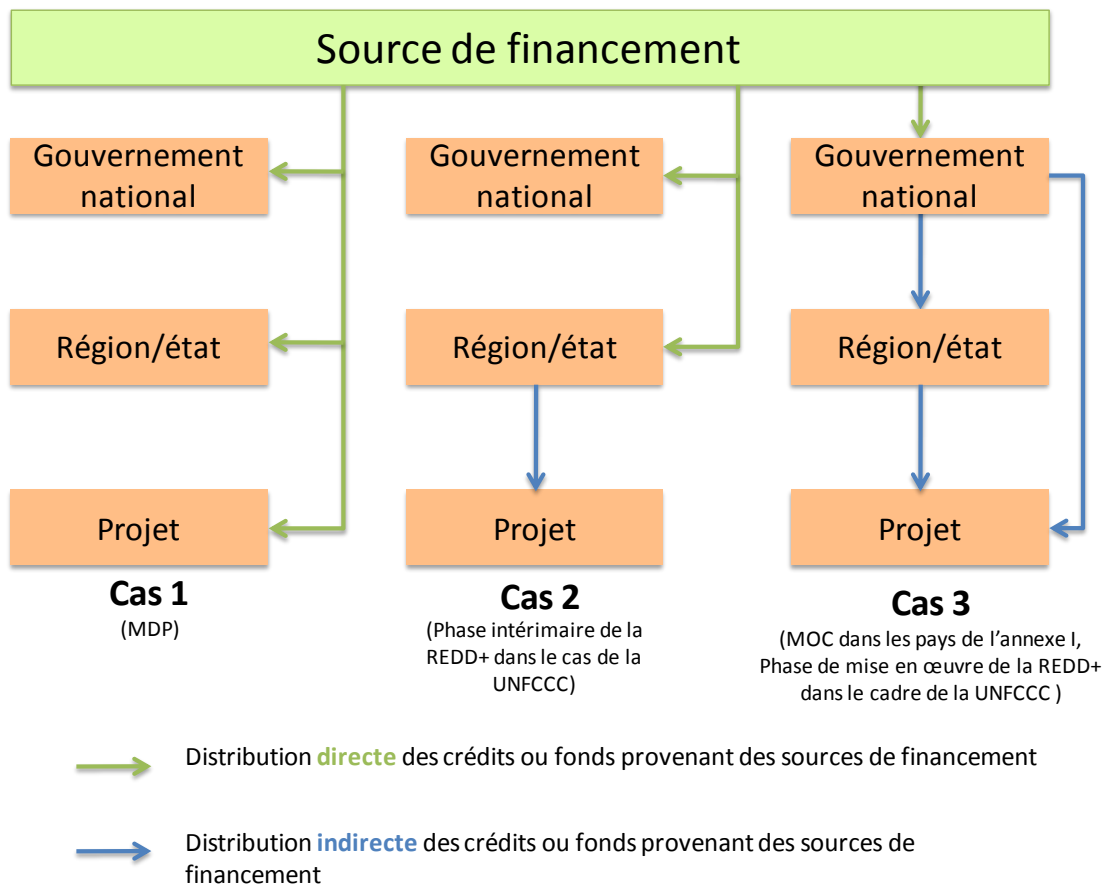 Source de financement
Gouvernement
national
Gouvernement
national
Gouvernement
national
Région/état
Région/état
Région/état
Projet
Projet
Projet
Cas 1
(MDP)
Cas 2
(Phase intérimaire de la
REDD+ dans le cas de la
UNFCCC)
Cas 3
(MOC dans les pays de l’annexe I,
Phase de mise en œuvre de la REDD+
dans le cadre de la UNFCCC )
Distribution directe des crédits ou fonds provenant des sources de financement
Distribution indirecte des crédits ou fonds provenant des sources de
financement